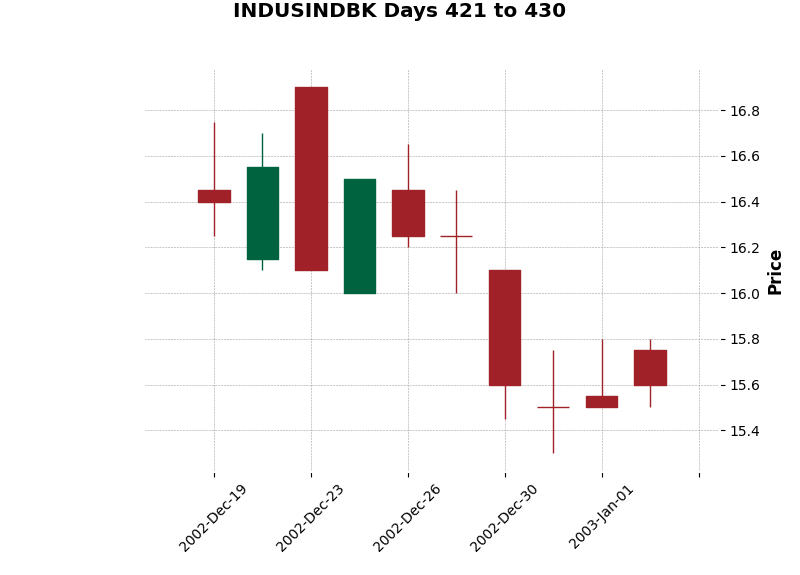 INDUSINDBK Days 421 to 430
16.8
16.6
16.4
16.2
16.0
15.8
15.6
15.4
Price
2002-Dec-19
2002-Dec-23
2002-Dec-26
2002-Dec-30
2003-Jan-01